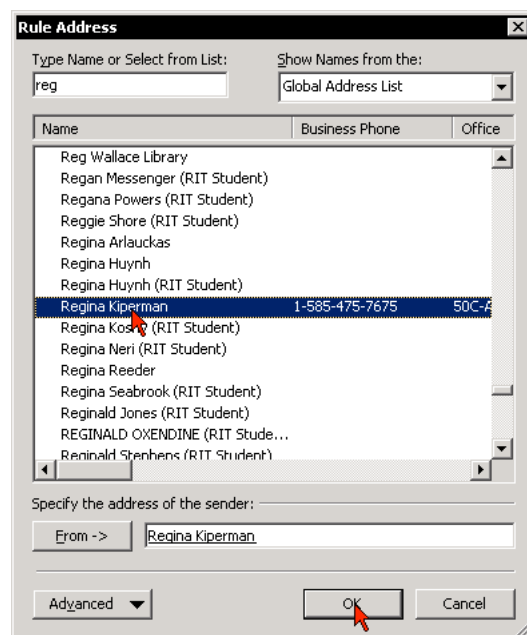 Rule Address
Type Name or Select from List:
Show Names from the:
reg
Global Address List
Name Business Phone Office
Reg Wallace Library
Regan Messenger (RIT Student)
Regana Powers (RIT Student)
Reggie Shore (RIT Student)
Regina Arlauckas
Regina Huynh
Regina Huynh (RIT Student)
Regina Kiperman 1-585-475-7675 50C-A
Regina (RIT Student)
Regina Neri (RIT Student)
Regina Reeder
Regina Seabrook (RIT Student)
Reginald Jones (RIT Student)
REGINALD OXENDINE (RIT Stude...
Reginald Stephens (RIT Student)
Specify the address of the sender:
From -> Regina Kiperman
Advanced OK Cancel